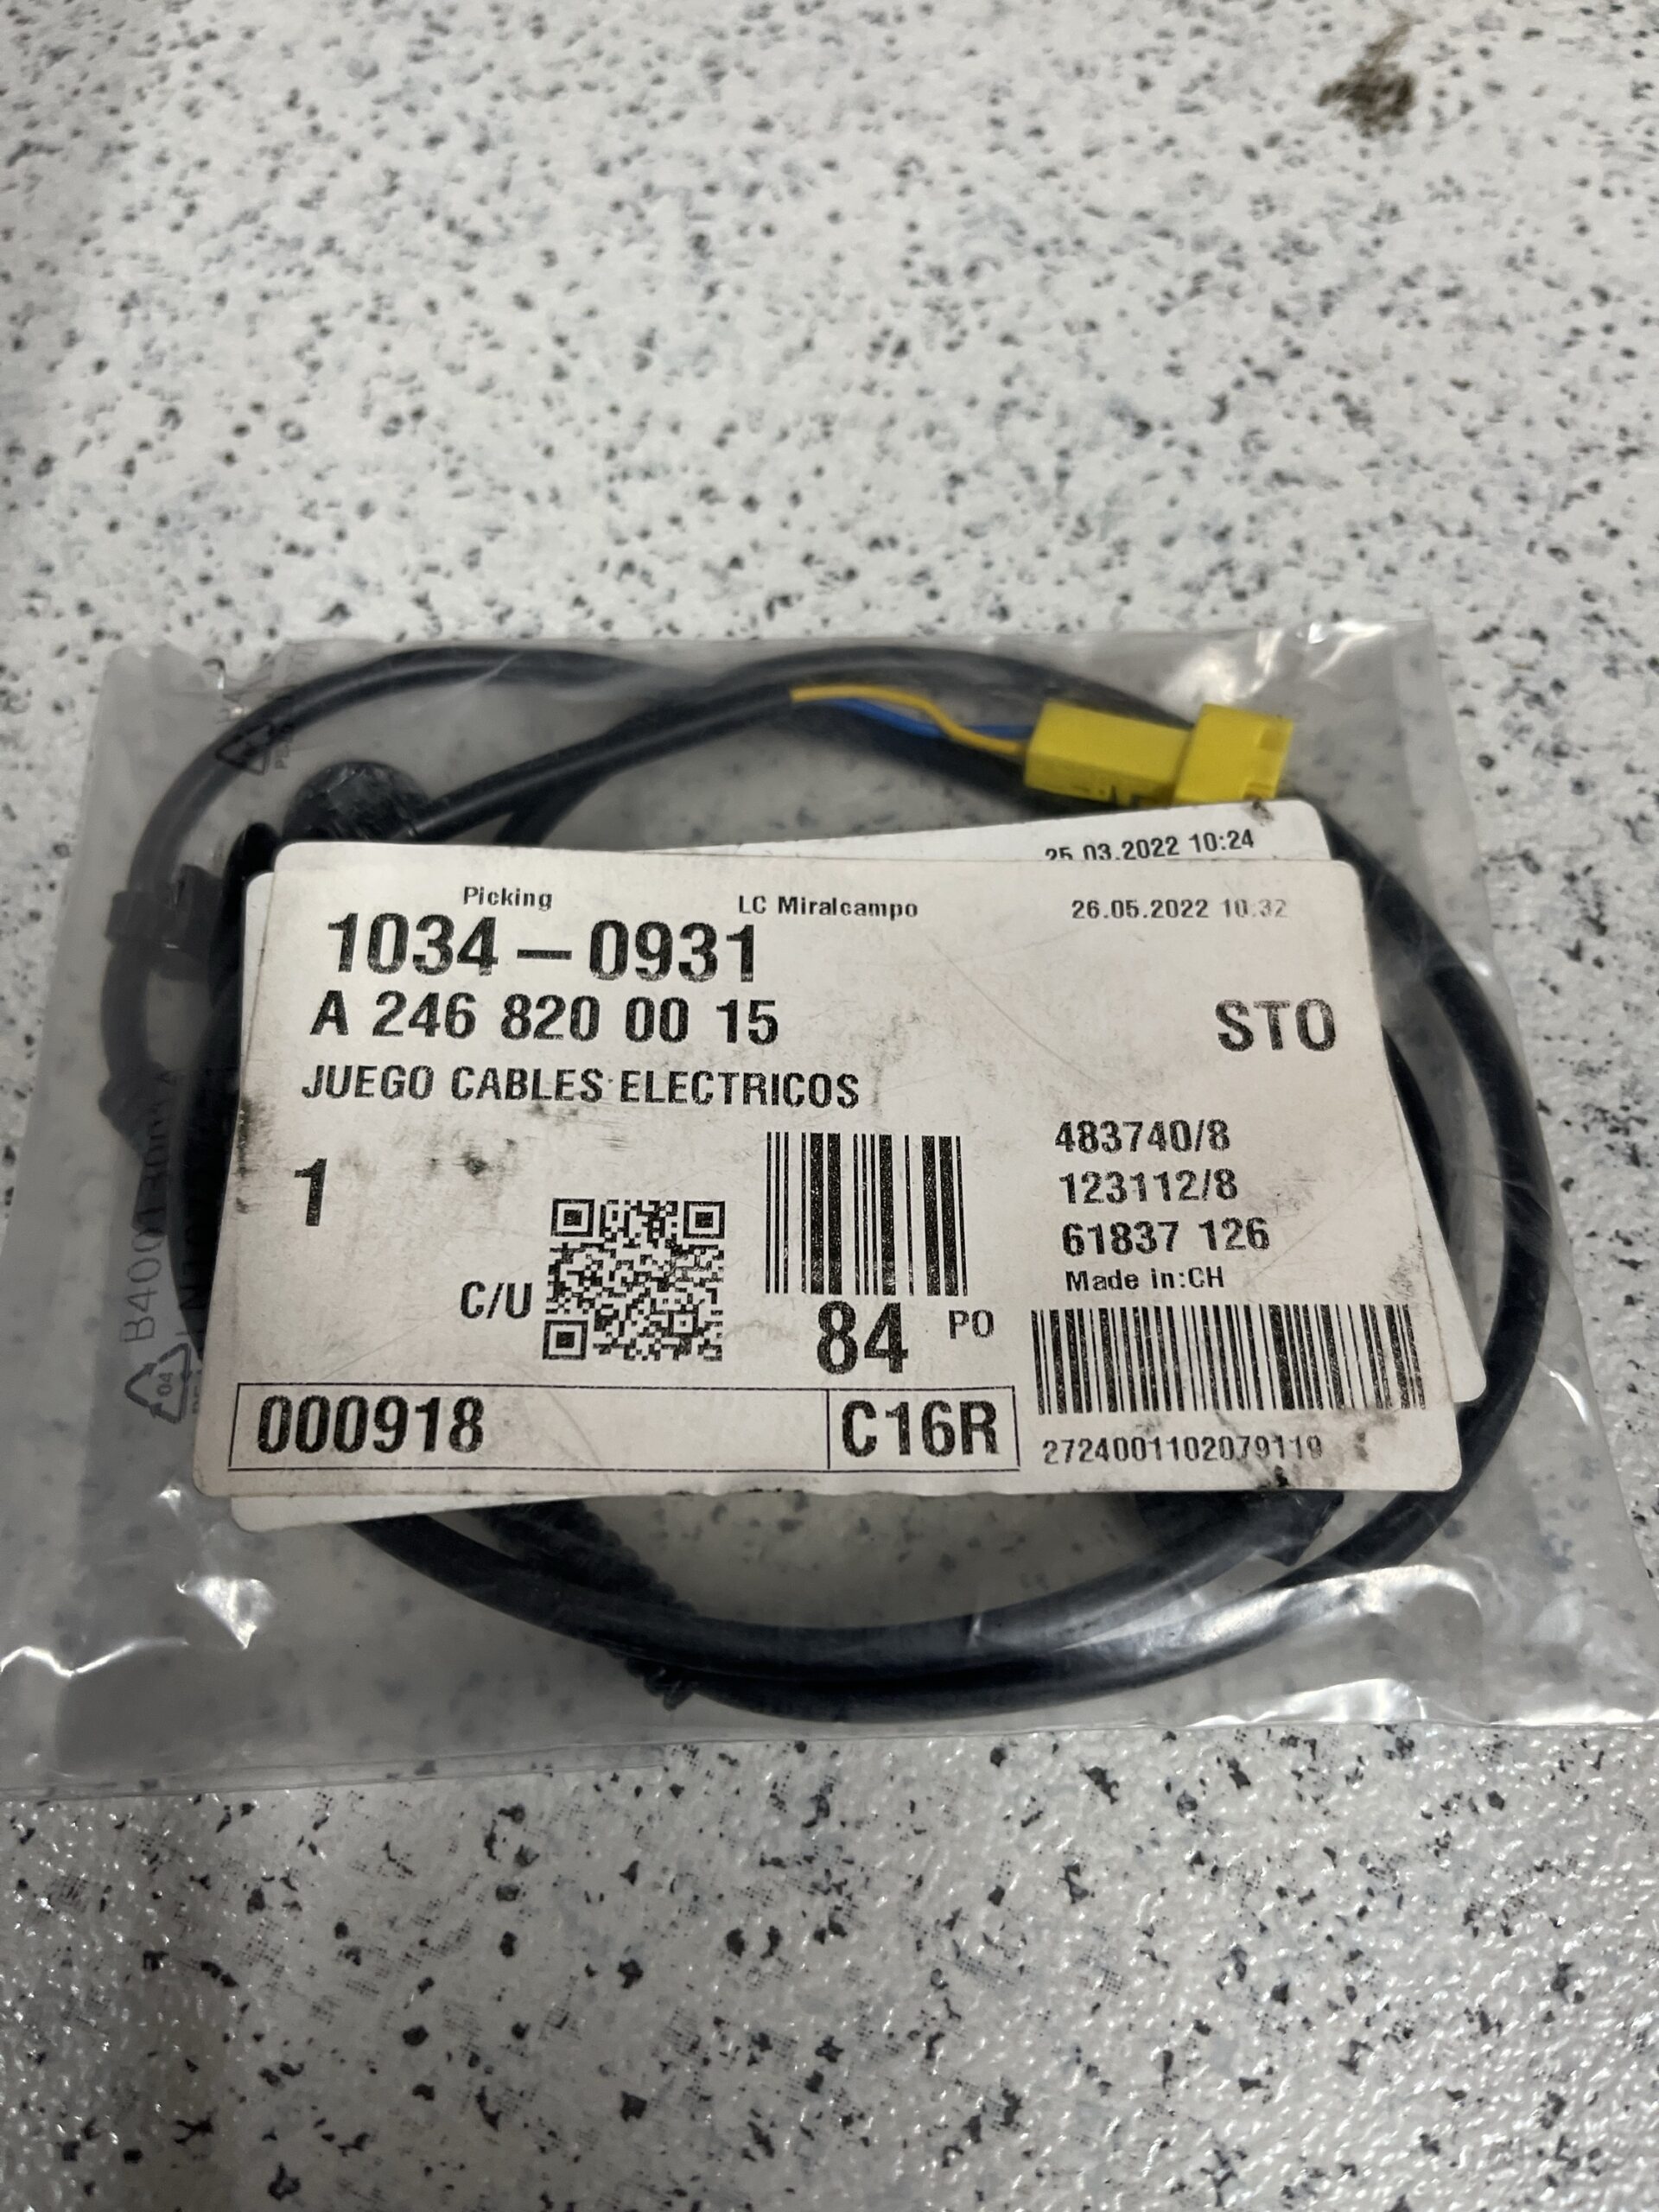 25.03.2022 10:24
Picking LC Miralcampo 26.05.2022 10.32
1034-0931
A 246 820 00 15 STO
JUEGO CABLES ELECTRICOS
483740/8
123112/8
1
61837 126
Made in:CH
C/U
84 PO
000918 C16R
2724001102079119
04